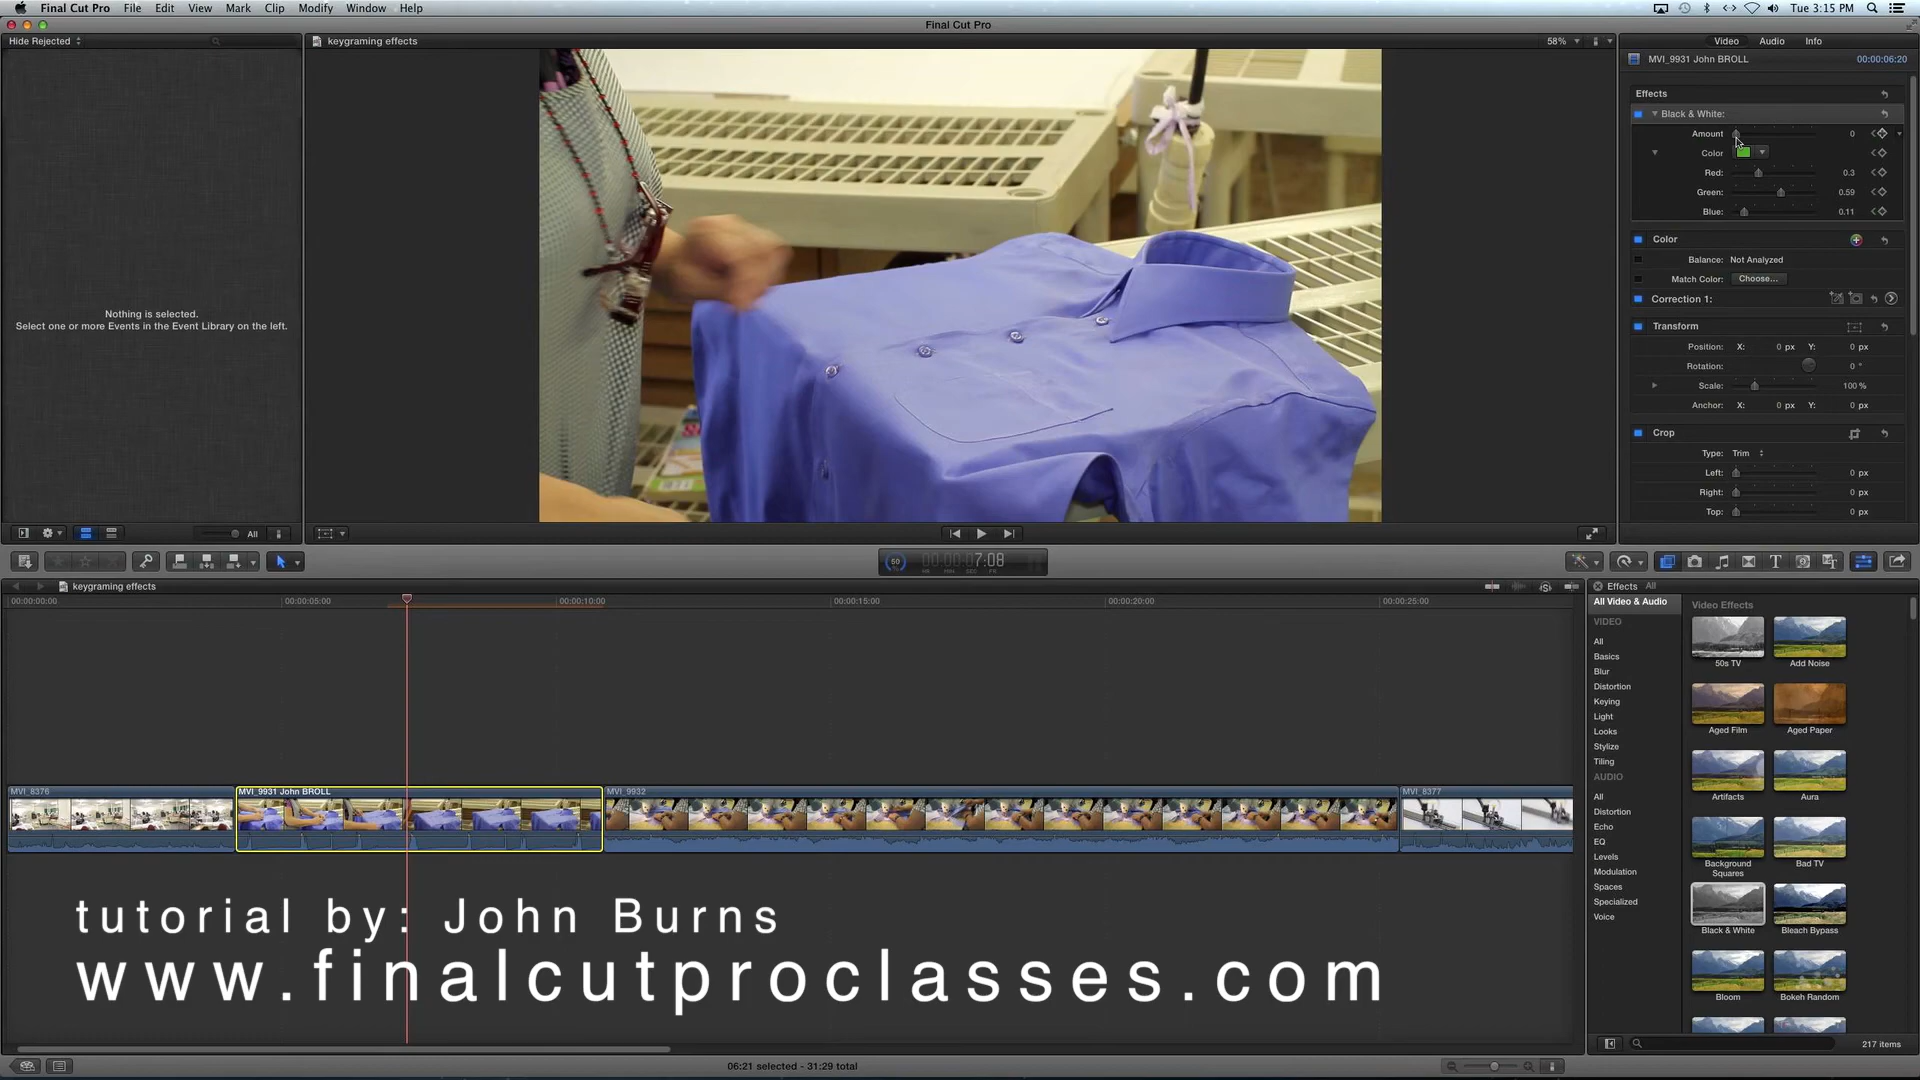 Final Cut Pro File Edit View Mark Clip Modify Window Help
Tue 3:15 PM
Final Cut Pro
Hide Rejected
keygraming effects
58%
Video Audio Info
MVI_9931 John BROLL 00:00:06:20
Nothing is selected.
Select one or more Events in the Event Library on the left.
All
Effects
Black & White:
Amount 0
Color
Red: 0.3
Green: 0.59
Blue: 0.11
Color
Balance: Not Analyzed
Match Color: Choose...
Correction 1:
Transform
Position: X: 0 px Y: 0 px
Rotation: 0 °
Scale: 100 %
Anchor: X: 0 px Y: 0 px
Crop
Type: Trim
Left: 0 px
Right: 0 px
Top: 0 px
50 00:00:07:08
HR MIN SEC FR
keygraming effects
00:00:00:00 00:00:05:00 00:00:10:00 00:00:15:00 00:00:20:00 00:00:25:00
MVI_8376 MVI_9931 John BROLL MVI_9932 MVI_8377
tutorial by: John Burns
www.finalcutproclasses.com
06:21 selected - 31:29 total
Effects All
All Video & Audio
VIDEO
All
Basics
Blur
Distortion
Keying
Light
Looks
Stylize
Tiling
AUDIO
All
Distortion
Echo
EQ
Levels
Modulation
Spaces
Specialized
Voice
Video Effects
50s TV Add Noise
Aged Film Aged Paper
Artifacts Aura
Background Squares Bad TV
Black & White Bleach Bypass
Bloom Bokeh Random
217 items